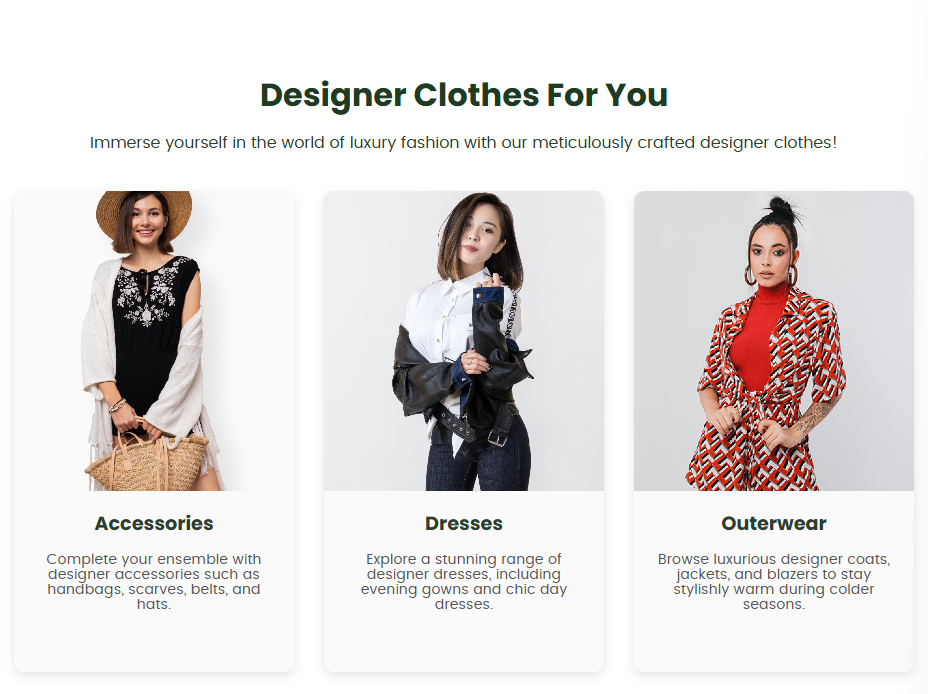 Designer Clothes For You
Immerse yourself in the world of luxury fashion with our meticulously crafted designer clothes!
Accessories
Complete your ensemble with
designer accessories such as
handbags, scarves, belts, and
hats.
Dresses
Explore a stunning range of
designer dresses, including
evening gowns and chic day
dresses.
Outerwear
Browse luxurious designer coats,
jackets, and blazers to stay
stylishly warm during colder
seasons.